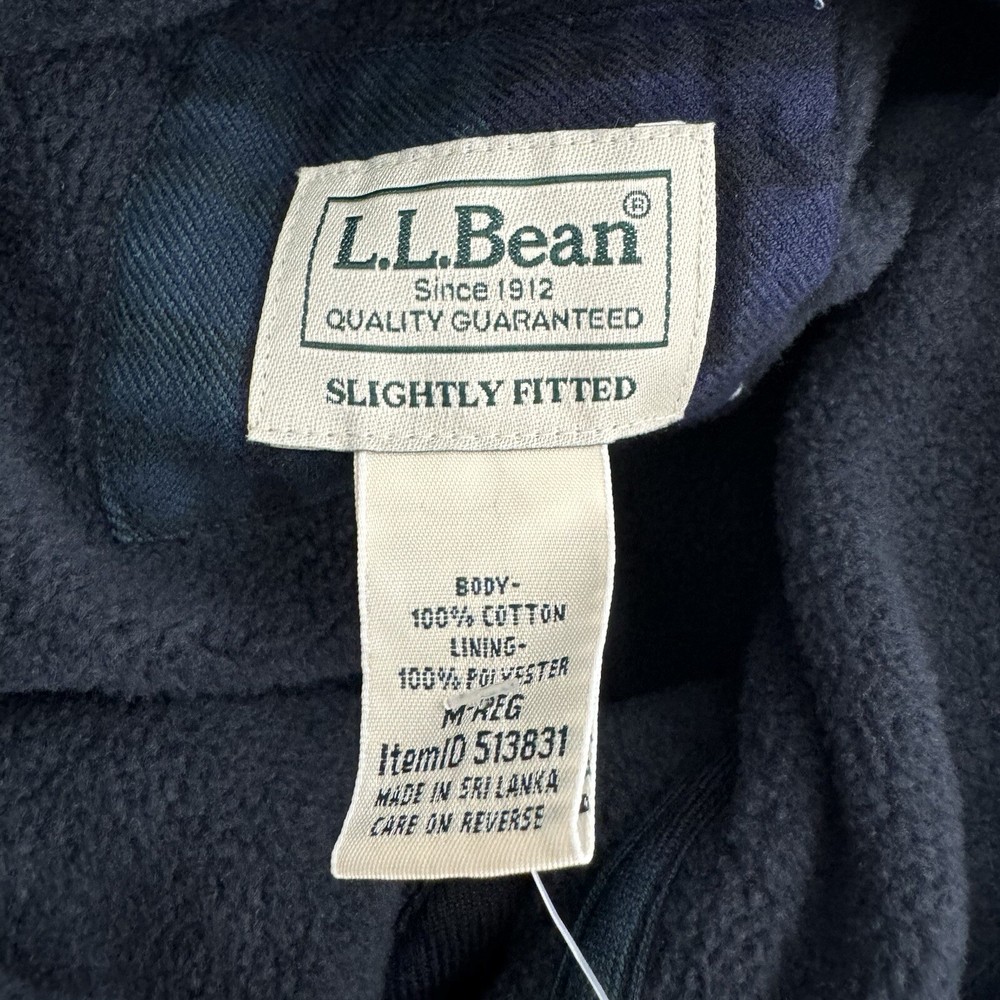 L.L.Bean®
Since 1912
QUALITY GUARANTEED
SLIGHTLY FITTED
BODY-
100% COTTON
LINING-
100% POLYESTER
M-REG
ItemID 513831
MADE IN SRI LANKA
CARE ON REVERSE